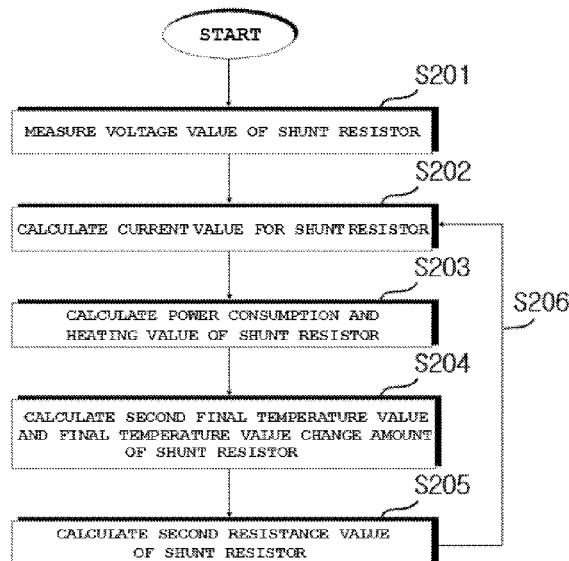 START
S201
MEASURE VOLTAGE VALUE OF SHUNT RESISTOR
S202
CALCULATE CURRENT VALUE FOR SHUNT RESISTOR
S203
CALCULATE POWER CONSUMPTION AND
HEATING VALUE OF SHUNT RESISTOR
S206
S204
CALCULATE SECOND FINAL TEMPERATURE VALUE
AND FINAL TEMPERATURE VALUE CHANGE AMOUNT
OF SHUNT RESISTOR
S205
CALCULATE SECOND RESISTANCE VALUE
OF SHUNT RESISTOR